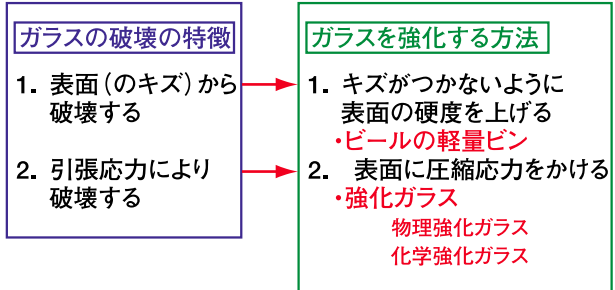 ガラスの破壊の特徴
1. 表面(のキズ)から
破壊する
2. 引張応力により
破壊する
ガラスを強化する方法
1. キズがつかないように
表面の硬度を上げる
・ビールの軽量ビン
2. 表面に圧縮応力をかける
・強化ガラス
物理強化ガラス
化学強化ガラス